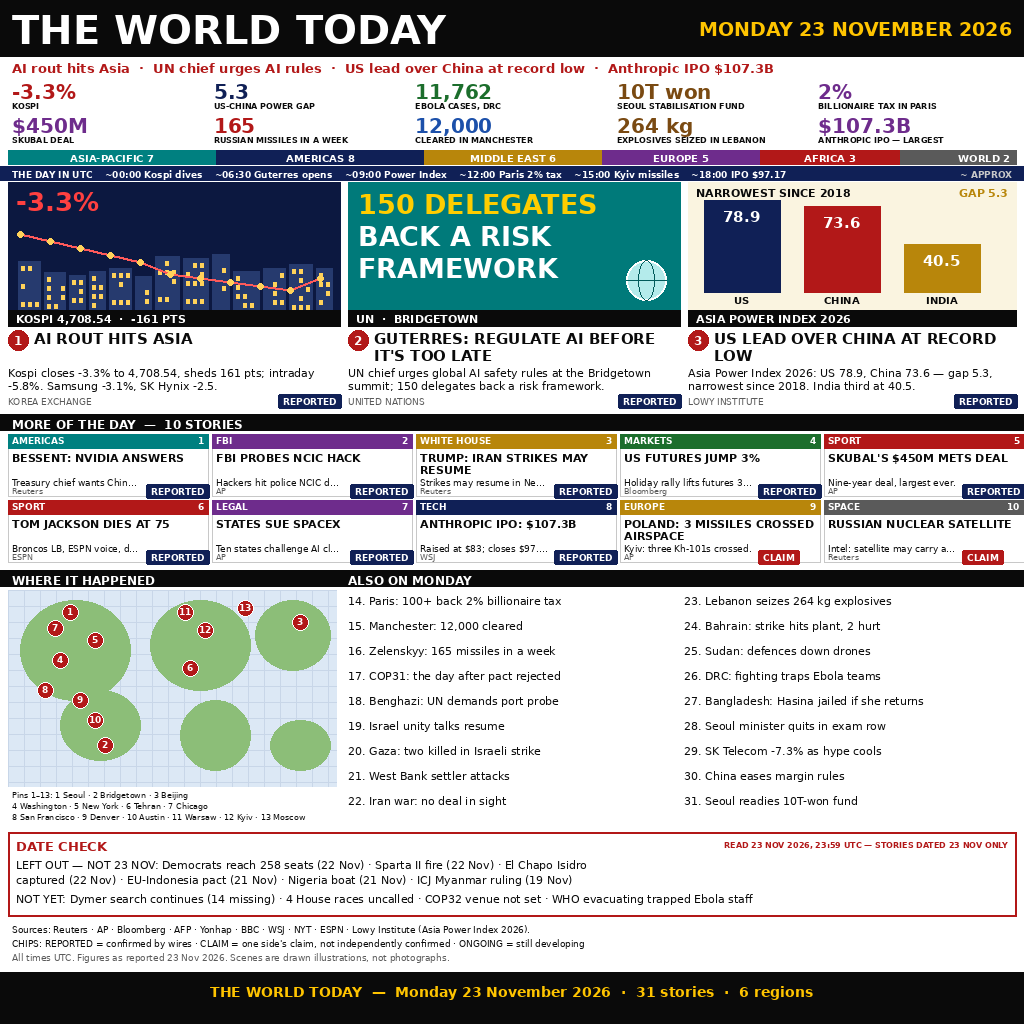 THE WORLD TODAY
MONDAY 23 NOVEMBER 2026
AI rout hits Asia · UN chief urges AI rules · US lead over China at record low · Anthropic IPO $107.3B
-3.3%
KOSPI
5.3
US-CHINA POWER GAP
11,762
EBOLA CASES, DRC
10T won
SEOUL STABILISATION FUND
2%
BILLIONAIRE TAX IN PARIS
$450M
SKUBAL DEAL
165
RUSSIAN MISSILES IN A WEEK
12,000
CLEARED IN MANCHESTER
264 kg
EXPLOSIVES SEIZED IN LEBANON
$107.3B
ANTHROPIC IPO — LARGEST
ASIA-PACIFIC 7
AMERICAS 8
MIDDLE EAST 6
EUROPE 5
AFRICA 3
WORLD 2
THE DAY IN UTC ~00:00 Kospi dives ~06:30 Guterres opens ~09:00 Power Index ~12:00 Paris 2% tax ~15:00 Kyiv missiles ~18:00 IPO $97.17
~ APPROX
-3.3%
KOSPI 4,708.54 · -161 PTS
150 DELEGATES
BACK A RISK
FRAMEWORK
UN · BRIDGETOWN
NARROWEST SINCE 2018
GAP 5.3
78.9
73.6
40.5
US
CHINA
INDIA
ASIA POWER INDEX 2026
1
AI ROUT HITS ASIA
Kospi closes -3.3% to 4,708.54, sheds 161 pts; intraday
-5.8%. Samsung -3.1%, SK Hynix -2.5.
KOREA EXCHANGE
REPORTED
2
GUTERRES: REGULATE AI BEFORE
IT'S TOO LATE
UN chief urges global AI safety rules at the Bridgetown
summit; 150 delegates back a risk framework.
UNITED NATIONS
REPORTED
3
US LEAD OVER CHINA AT RECORD
LOW
Asia Power Index 2026: US 78.9, China 73.6 — gap 5.3,
narrowest since 2018. India third at 40.5.
LOWY INSTITUTE
REPORTED
MORE OF THE DAY — 10 STORIES
AMERICAS 1
BESSENT: NVIDIA ANSWERS
Treasury chief wants Chin...
Reuters
REPORTED
FBI 2
FBI PROBES NCIC HACK
Hackers hit police NCIC d...
AP
REPORTED
WHITE HOUSE 3
TRUMP: IRAN STRIKES MAY
RESUME
Strikes may resume in Ne...
Reuters
REPORTED
MARKETS 4
US FUTURES JUMP 3%
Holiday rally lifts futures 3...
Bloomberg
REPORTED
SPORT 5
SKUBAL'S $450M METS DEAL
Nine-year deal, largest ever.
AP
REPORTED
SPORT 6
TOM JACKSON DIES AT 75
Broncos LB, ESPN voice, d...
ESPN
REPORTED
LEGAL 7
STATES SUE SPACEX
Ten states challenge AI cl...
AP
REPORTED
TECH 8
ANTHROPIC IPO: $107.3B
Raised at $83; closes $97....
WSJ
REPORTED
EUROPE 9
POLAND: 3 MISSILES CROSSED
AIRSPACE
Kyiv: three Kh-101s crossed.
AP
CLAIM
SPACE 10
RUSSIAN NUCLEAR SATELLITE
Intel: satellite may carry a...
Reuters
CLAIM
WHERE IT HAPPENED
1
7
5
4
8
9
10
2
11
12
6
13
3
Pins 1–13: 1 Seoul · 2 Bridgetown · 3 Beijing
4 Washington · 5 New York · 6 Tehran · 7 Chicago
8 San Francisco · 9 Denver · 10 Austin · 11 Warsaw · 12 Kyiv · 13 Moscow
ALSO ON MONDAY
14. Paris: 100+ back 2% billionaire tax
15. Manchester: 12,000 cleared
16. Zelenskyy: 165 missiles in a week
17. COP31: the day after pact rejected
18. Benghazi: UN demands port probe
19. Israel unity talks resume
20. Gaza: two killed in Israeli strike
21. West Bank settler attacks
22. Iran war: no deal in sight
23. Lebanon seizes 264 kg explosives
24. Bahrain: strike hits plant, 2 hurt
25. Sudan: defences down drones
26. DRC: fighting traps Ebola teams
27. Bangladesh: Hasina jailed if she returns
28. Seoul minister quits in exam row
29. SK Telecom -7.3% as hype cools
30. China eases margin rules
31. Seoul readies 10T-won fund
DATE CHECK
READ 23 NOV 2026, 23:59 UTC — STORIES DATED 23 NOV ONLY
LEFT OUT — NOT 23 NOV: Democrats reach 258 seats (22 Nov) · Sparta II fire (22 Nov) · El Chapo Isidro
captured (22 Nov) · EU-Indonesia pact (21 Nov) · Nigeria boat (21 Nov) · ICJ Myanmar ruling (19 Nov)
NOT YET: Dymer search continues (14 missing) · 4 House races uncalled · COP32 venue not set · WHO evacuating trapped Ebola staff
Sources: Reuters · AP · Bloomberg · AFP · Yonhap · BBC · WSJ · NYT · ESPN · Lowy Institute (Asia Power Index 2026).
CHIPS: REPORTED = confirmed by wires · CLAIM = one side's claim, not independently confirmed · ONGOING = still developing
All times UTC. Figures as reported 23 Nov 2026. Scenes are drawn illustrations, not photographs.
THE WORLD TODAY — Monday 23 November 2026 · 31 stories · 6 regions